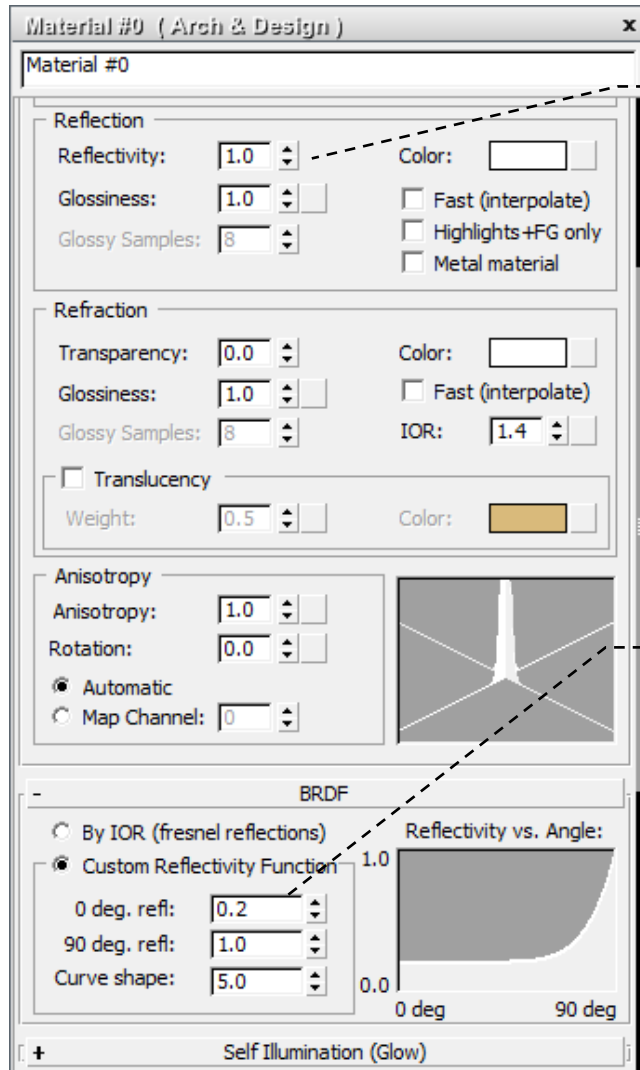 Material #0 ( Arch & Design ) x
Material #0
Reflection
Reflectivity: 1.0 Color:
Glossiness: 1.0 Fast (interpolate)
Glossy Samples: 8 Highlights+FG only
Metal material
Refraction
Transparency: 0.0 Color:
Glossiness: 1.0 Fast (interpolate)
Glossy Samples: 8 IOR: 1.4
Translucency
Weight: 0.5 Color:
Anisotropy
Anisotropy: 1.0
Rotation: 0.0
Automatic
Map Channel: 0
- BRDF
By IOR (fresnel reflections) Reflectivity vs. Angle:
Custom Reflectivity Function 1.0
0 deg. refl: 0.2
90 deg. refl: 1.0
Curve shape: 5.0 0.0
0 deg 90 deg
+ Self Illumination (Glow)